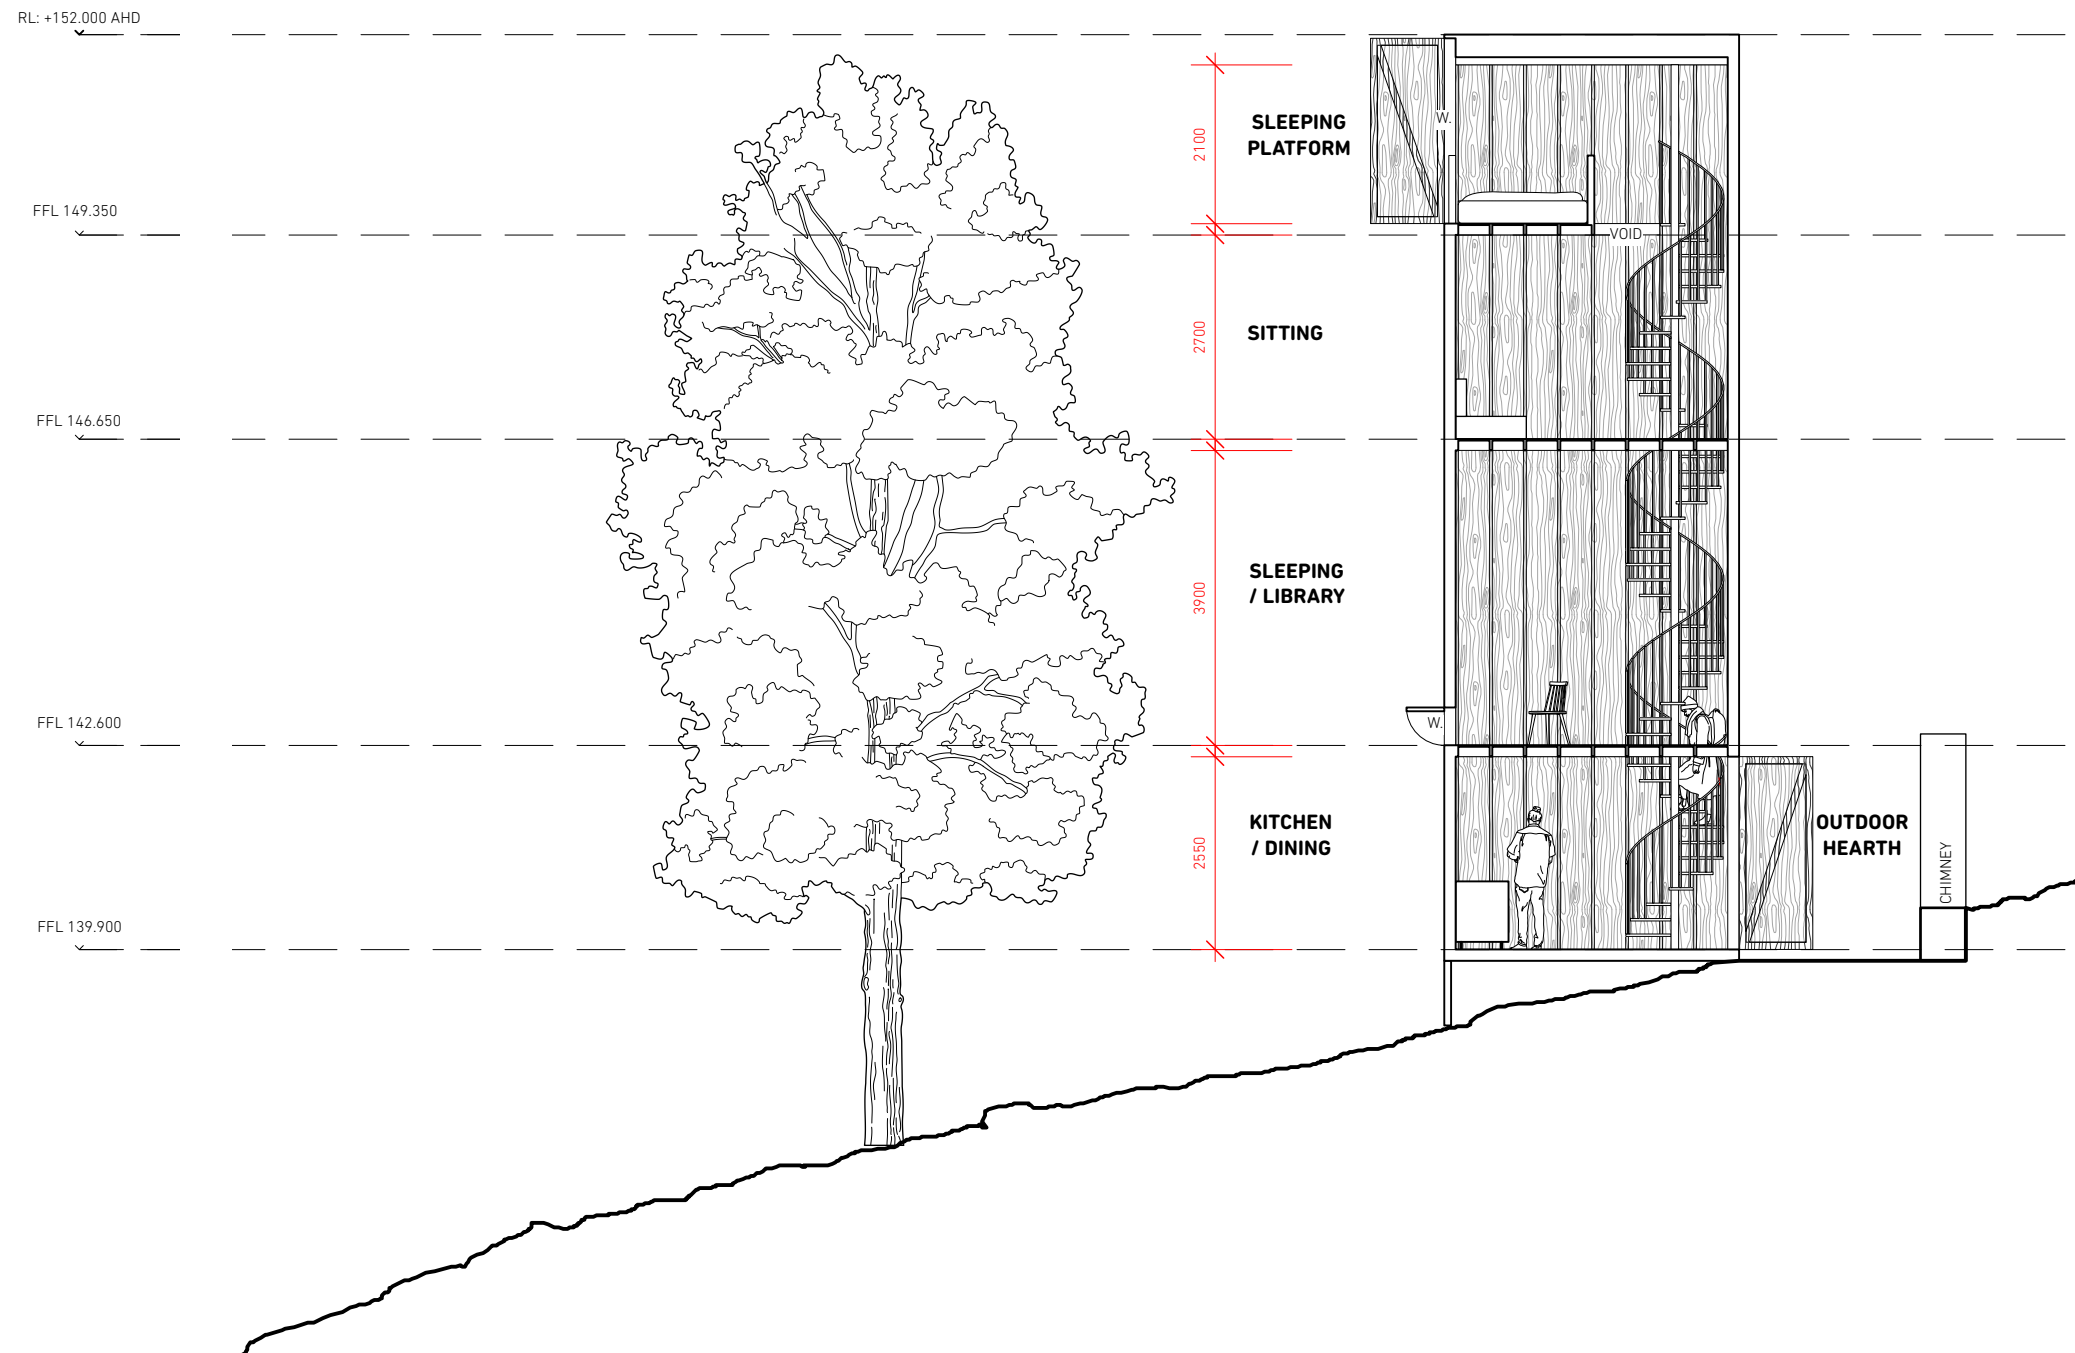 RL: +152.000 AHD
SLEEPING
PLATFORM
2100
W.
FFL 149.350
VOID
SITTING
2700
FFL 146.650
SLEEPING
/ LIBRARY
3900
FFL 142.600
W.
KITCHEN
/ DINING
2550
OUTDOOR
HEARTH
CHIMNEY
FFL 139.900